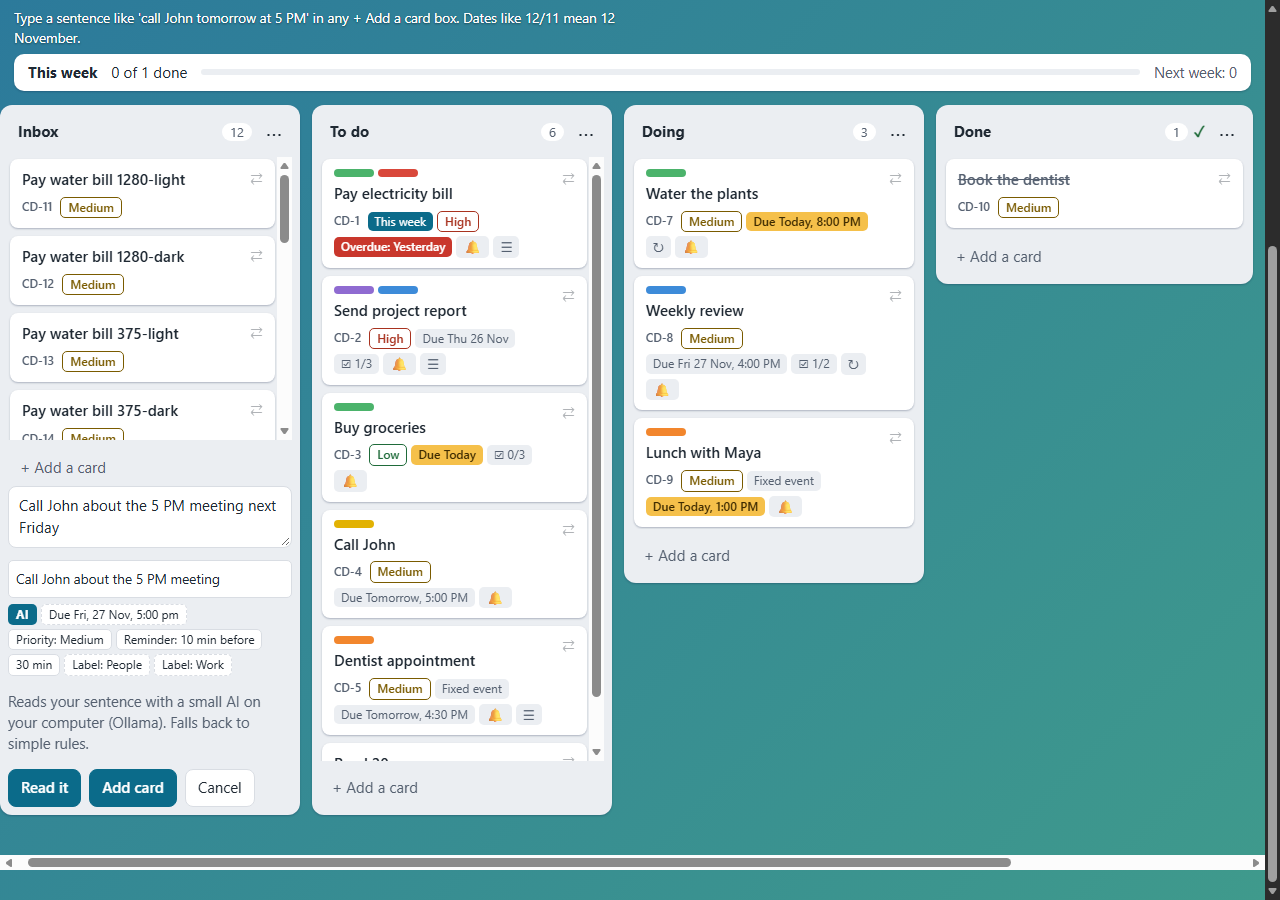 Type a sentence like 'call John tomorrow at 5 PM' in any + Add a card box. Dates like 12/11 mean 12
November.
This week 0 of 1 done Next week: 0
Inbox 12 ...
Pay water bill 1280-light
CD-11 Medium
Pay water bill 1280-dark
CD-12 Medium
Pay water bill 375-light
CD-13 Medium
Pay water bill 375-dark
CD-14 Medium
+ Add a card
Call John about the 5 PM meeting next
Friday
Call John about the 5 PM meeting
AI Due Fri, 27 Nov, 5:00 pm
Priority: Medium Reminder: 10 min before
30 min Label: People Label: Work
Reads your sentence with a small AI on
your computer (Ollama). Falls back to
simple rules.
Read it Add card Cancel
To do 6 ...
Pay electricity bill
CD-1 This week High
Overdue: Yesterday
Send project report
CD-2 High Due Thu 26 Nov
1/3
Buy groceries
CD-3 Low Due Today 0/3
Call John
CD-4 Medium
Due Tomorrow, 5:00 PM
Dentist appointment
CD-5 Medium Fixed event
Due Tomorrow, 4:30 PM
+ Add a card
Doing 3 ...
Water the plants
CD-7 Medium Due Today, 8:00 PM
Weekly review
CD-8 Medium
Due Fri 27 Nov, 4:00 PM 1/2
Lunch with Maya
CD-9 Medium Fixed event
Due Today, 1:00 PM
+ Add a card
Done 1 ✓ ...
Book the dentist
CD-10 Medium
+ Add a card